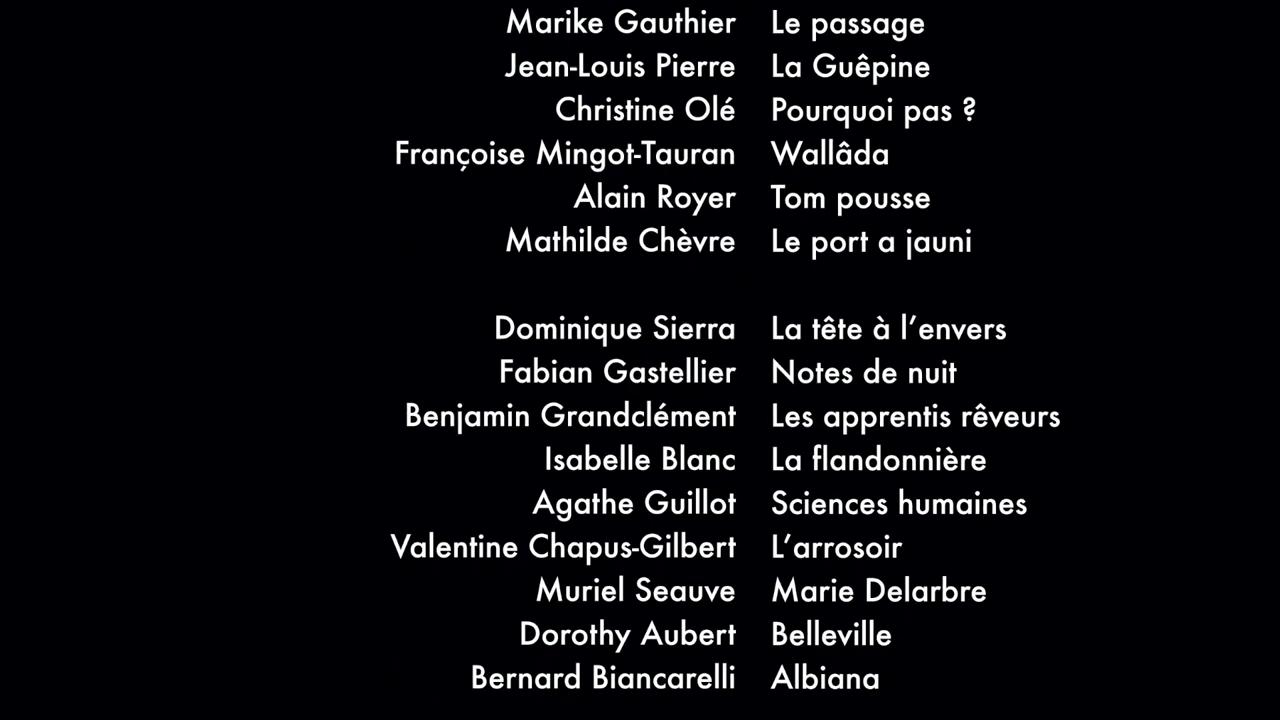 Marike Gauthier Le passage
Jean-Louis Pierre La Guêpine
Christine Olé Pourquoi pas ?
Françoise Mingot-Tauran Wallâda
Alain Royer Tom pousse
Mathilde Chèvre Le port a jauni
Dominique Sierra La tête à l’envers
Fabian Gastellier Notes de nuit
Benjamin Grandclément Les apprentis rêveurs
Isabelle Blanc La flandonnière
Agathe Guillot Sciences humaines
Valentine Chapus-Gilbert L’arrosoir
Muriel Seauve Marie Delarbre
Dorothy Aubert Belleville
Bernard Biancarelli Albiana